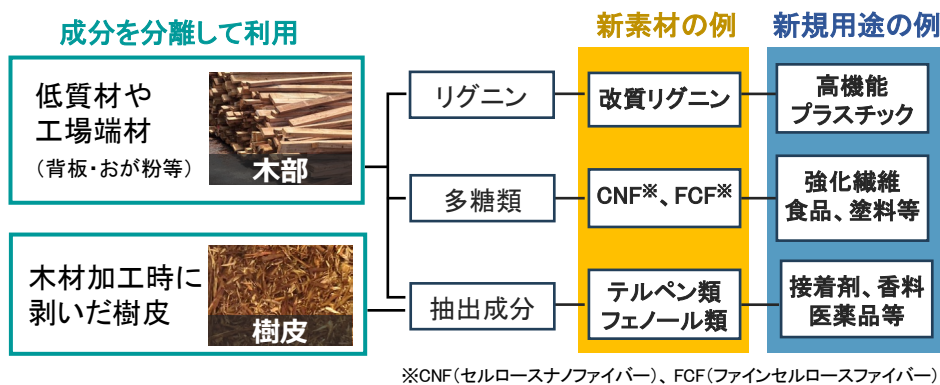 成分を分離して利用
新素材の例
新規用途の例
低質材や
工場端材
（背板・おが粉等）
木部
木材加工時に
剥いだ樹皮
樹皮
リグニン
改質リグニン
高機能
プラスチック
多糖類
CNF※、FCF※
強化繊維
食品、塗料等
抽出成分
テルペン類
フェノール類
接着剤、香料
医薬品等
※CNF（セルロースナノファイバー）、FCF（ファインセルロースファイバー）